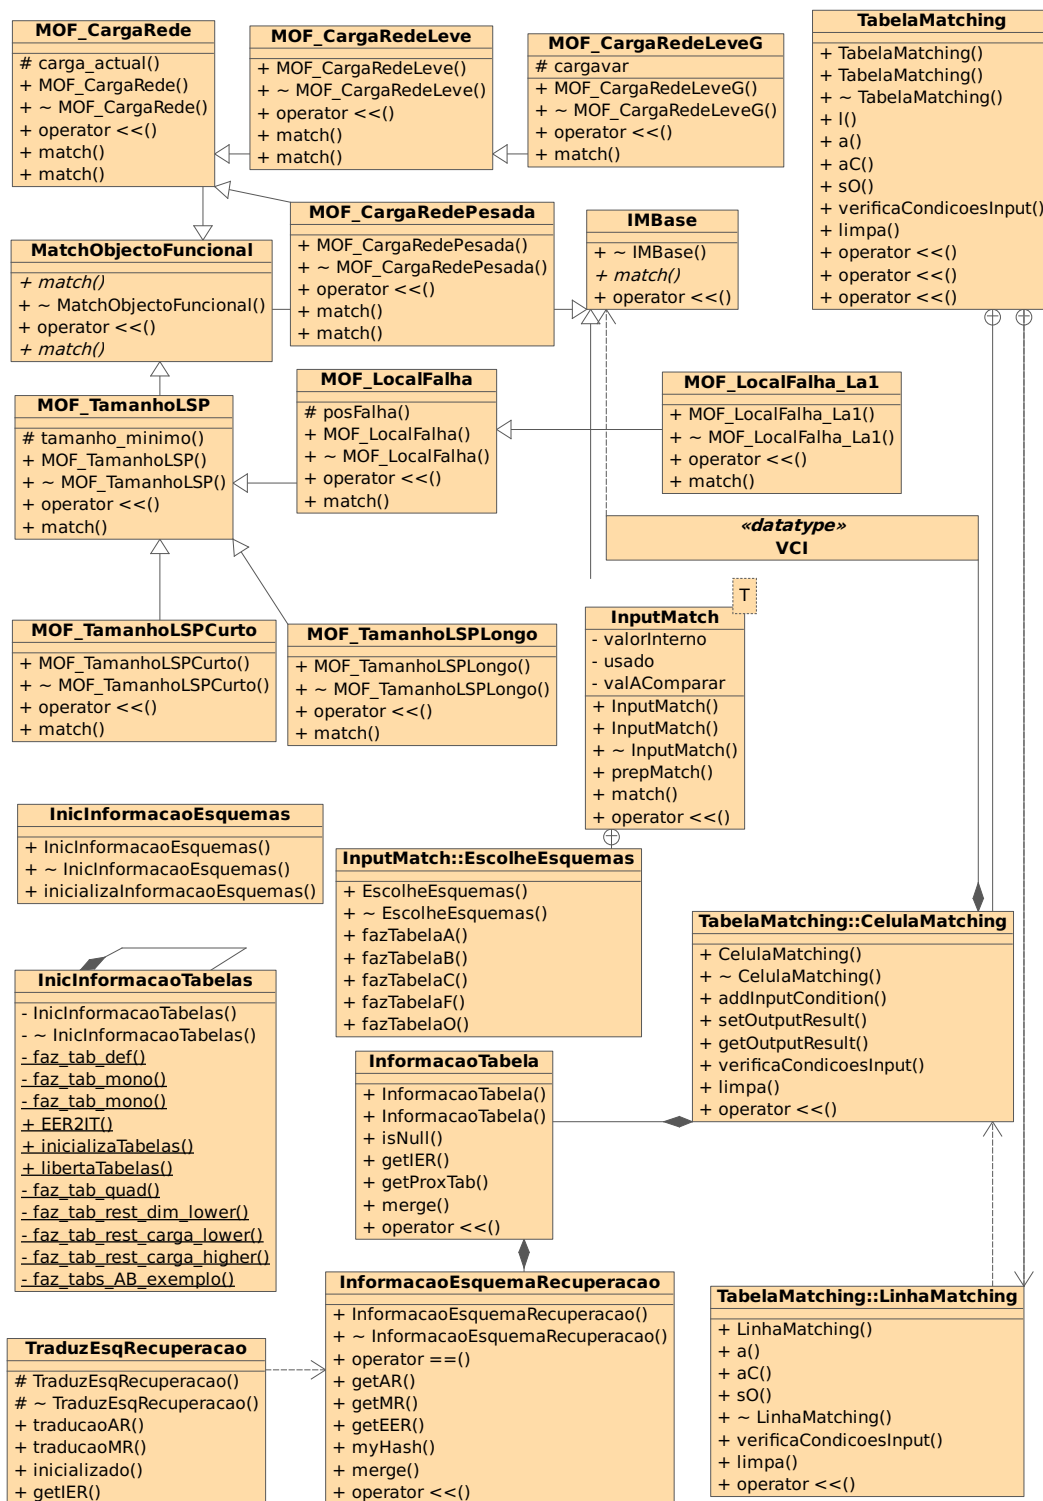 MOF_CargaRede
# carga_actual()
+ MOF_CargaRede()
+ ~ MOF_CargaRede()
+ operator <<()
+ match()
+ match()
MOF_CargaRedeLeve
+ MOF_CargaRedeLeve()
+ ~ MOF_CargaRedeLeve()
+ operator <<()
+ match()
+ match()
MOF_CargaRedeLeveG
# cargavar
+ MOF_CargaRedeLeveG()
+ ~ MOF_CargaRedeLeveG()
+ operator <<()
+ match()
TabelaMatching
+ TabelaMatching()
+ TabelaMatching()
+ ~ TabelaMatching()
+ l()
+ a()
+ aC()
+ sO()
+ verificaCondicoesInput()
+ limpa()
+ operator <<()
+ operator <<()
+ operator <<()
MatchObjectoFuncional
+ match()
+ ~ MatchObjectoFuncional()
+ operator <<()
+ match()
MOF_CargaRedePesada
+ MOF_CargaRedePesada()
+ ~ MOF_CargaRedePesada()
+ operator <<()
+ match()
+ match()
IMBase
+ ~ IMBase()
+ match()
+ operator <<()
MOF_TamanhoLSP
# tamanho_minimo()
+ MOF_TamanhoLSP()
+ ~ MOF_TamanhoLSP()
+ operator <<()
+ match()
MOF_LocalFalha
# posFalha()
+ MOF_LocalFalha()
+ ~ MOF_LocalFalha()
+ operator <<()
+ match()
MOF_LocalFalha_La1
+ MOF_LocalFalha_La1()
+ ~ MOF_LocalFalha_La1()
+ operator <<()
+ match()
«datatype»
VCI
MOF_TamanhoLSPCurto
+ MOF_TamanhoLSPCurto()
+ ~ MOF_TamanhoLSPCurto()
+ operator <<()
+ match()
MOF_TamanhoLSPLongo
+ MOF_TamanhoLSPLongo()
+ ~ MOF_TamanhoLSPLongo()
+ operator <<()
+ match()
T
InputMatch
- valorInterno
- usado
- valAComparar
+ InputMatch()
+ InputMatch()
+ ~ InputMatch()
+ prepMatch()
+ match()
+ operator <<()
InicInformacaoEsquemas
+ InicInformacaoEsquemas()
+ ~ InicInformacaoEsquemas()
+ inicializaInformacaoEsquemas()
InputMatch::EscolheEsquemas
+ EscolheEsquemas()
+ ~ EscolheEsquemas()
+ fazTabelaA()
+ fazTabelaB()
+ fazTabelaC()
+ fazTabelaF()
+ fazTabelaO()
TabelaMatching::CelulaMatching
+ CelulaMatching()
+ ~ CelulaMatching()
+ addInputCondition()
+ setOutputResult()
+ getOutputResult()
+ verificaCondicoesInput()
+ limpa()
+ operator <<()
InicInformacaoTabelas
- InicInformacaoTabelas()
- ~ InicInformacaoTabelas()
- faz_tab_def()
- faz_tab_mono()
- faz_tab_mono()
+ EER2IT()
+ inicializaTabelas()
+ libertaTabelas()
- faz_tab_quad()
- faz_tab_rest_dim_lower()
- faz_tab_rest_carga_lower()
- faz_tab_rest_carga_higher()
- faz_tabs_AB_exemplo()
InformacaoTabela
+ InformacaoTabela()
+ InformacaoTabela()
+ isNull()
+ getIER()
+ getProxTab()
+ merge()
+ operator <<()
InformacaoEsquemaRecuperacao
+ InformacaoEsquemaRecuperacao()
+ ~ InformacaoEsquemaRecuperacao()
+ operator ==()
+ getAR()
+ getMR()
+ getEER()
+ myHash()
+ merge()
+ operator <<()
TabelaMatching::LinhaMatching
+ LinhaMatching()
+ a()
+ aC()
+ sO()
+ ~ LinhaMatching()
+ verificaCondicoesInput()
+ limpa()
+ operator <<()
TraduzEsqRecuperacao
# TraduzEsqRecuperacao()
# ~ TraduzEsqRecuperacao()
+ traducaoAR()
+ traducaoMR()
+ inicializado()
+ getIER()